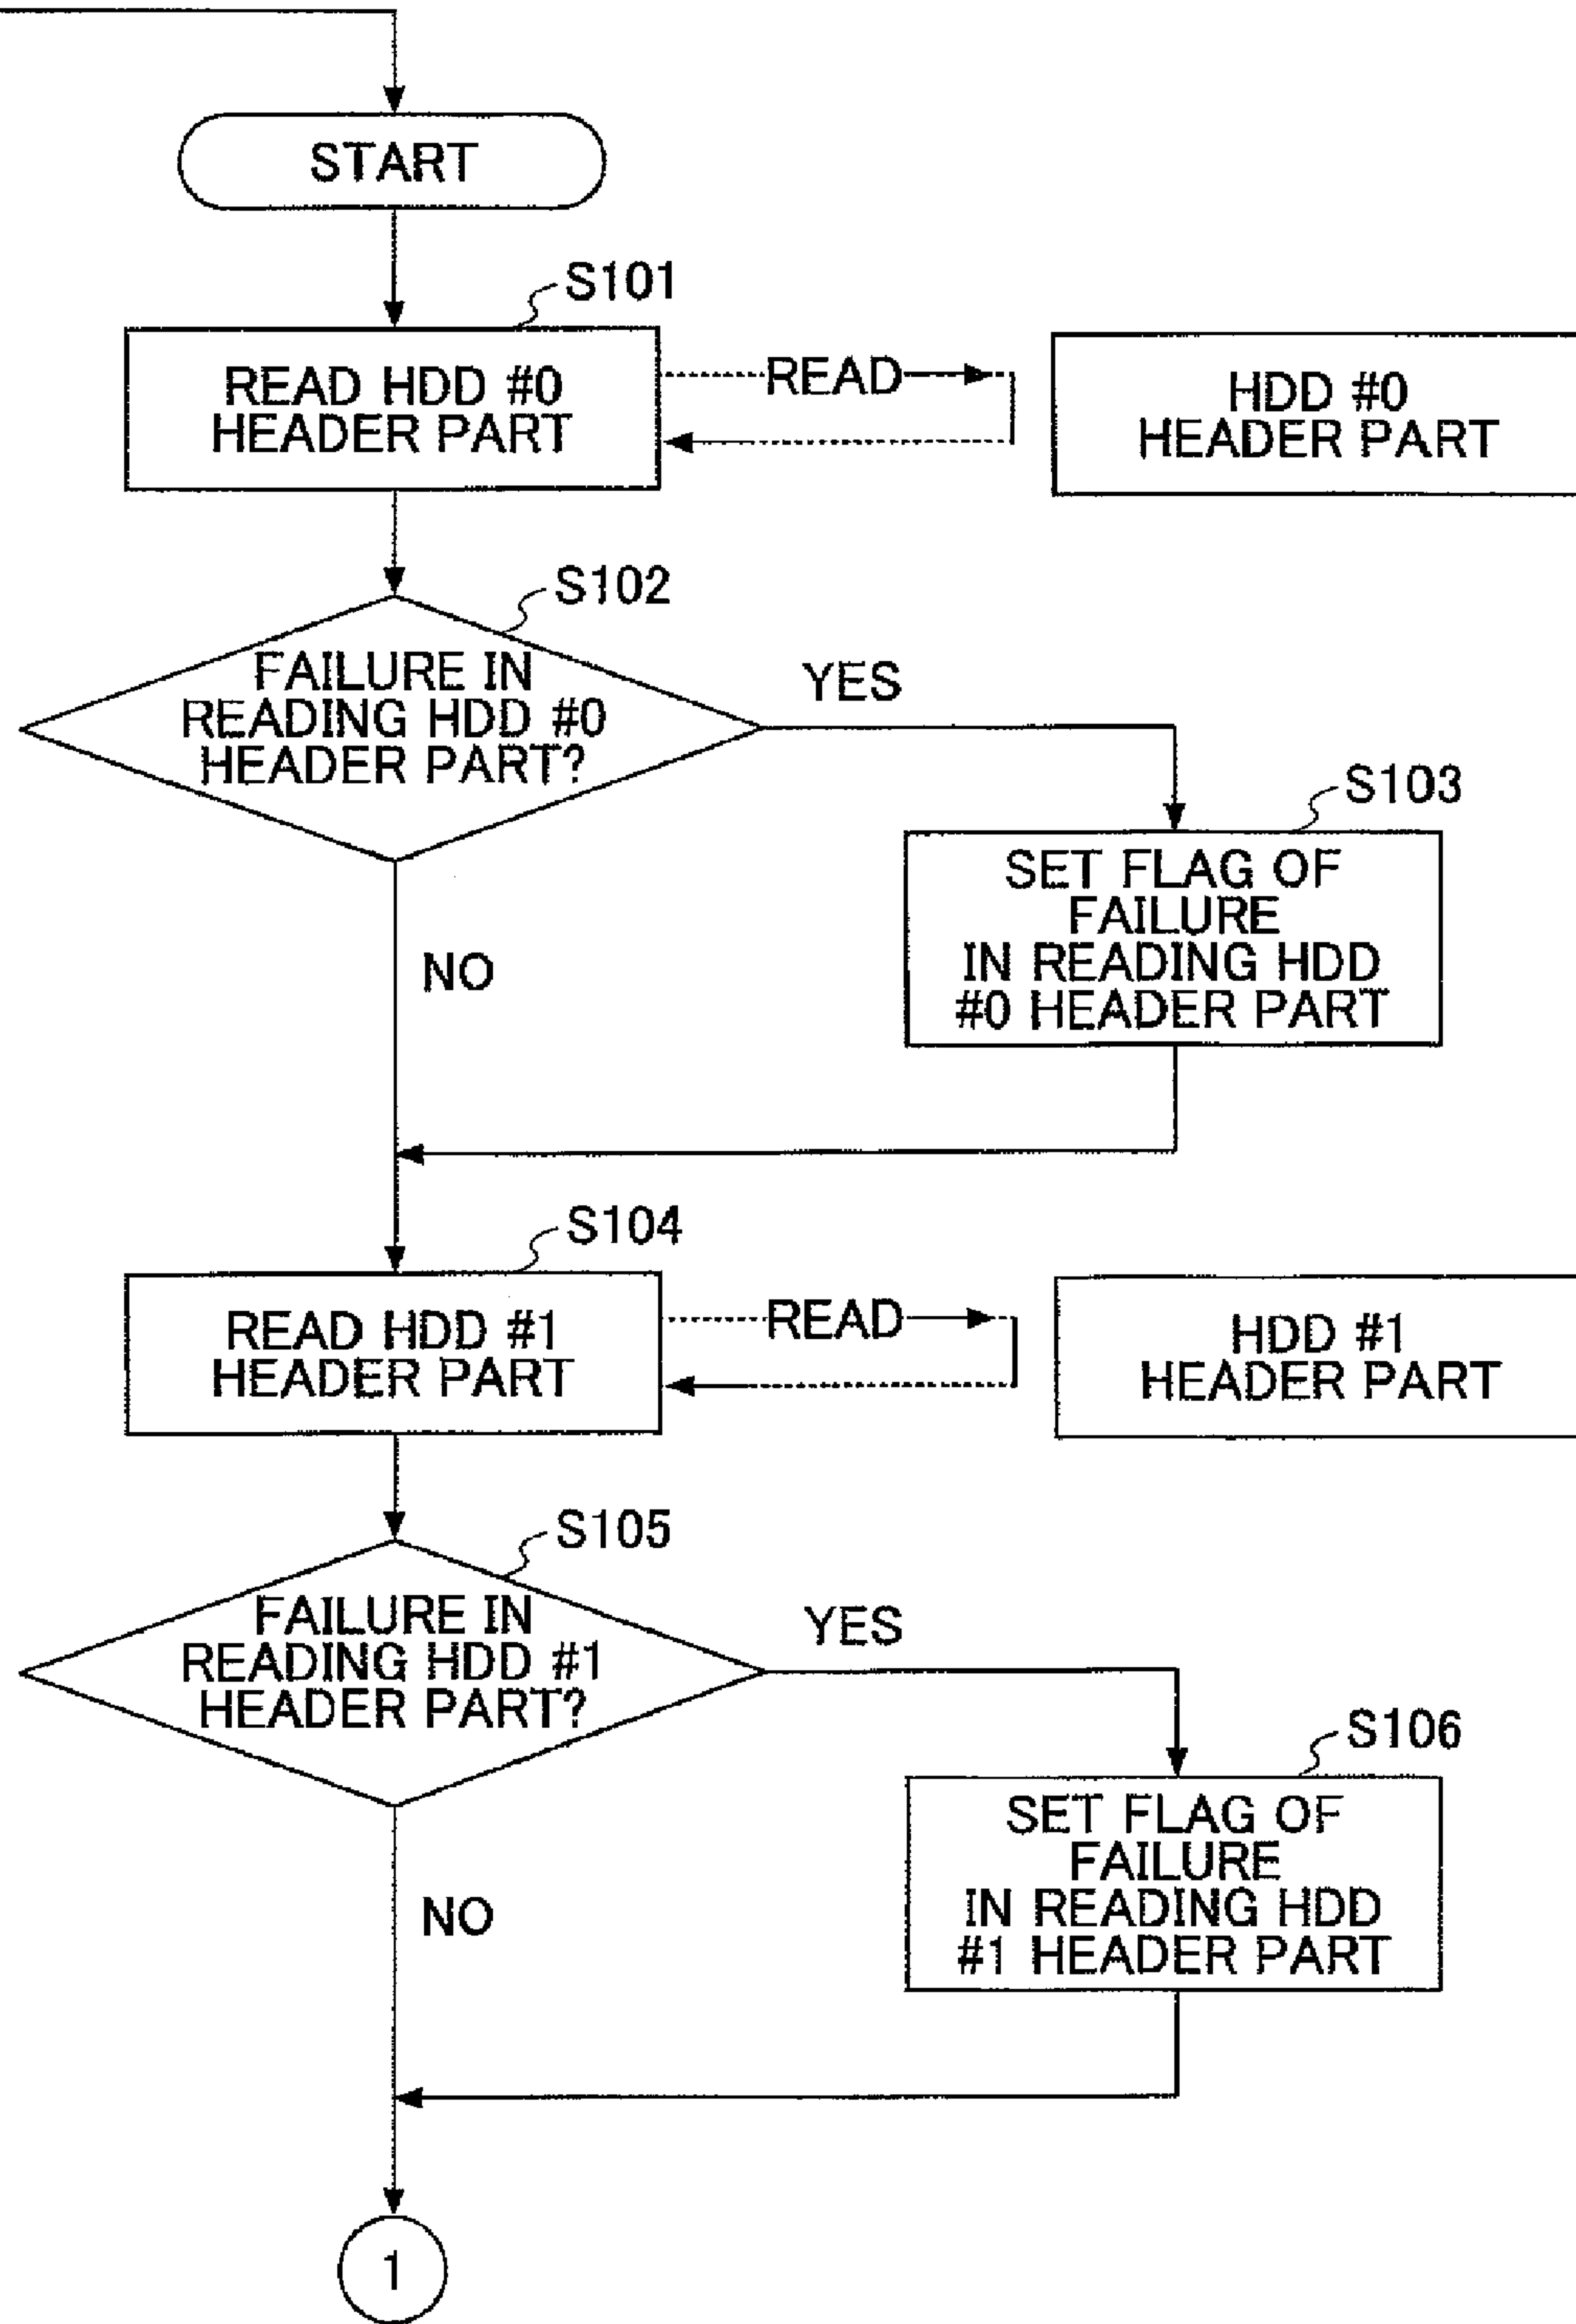 START
S101
READ HDD #0
HEADER PART
READ
HDD #0
HEADER PART
S102
FAILURE IN
READING HDD #0
HEADER PART?
YES
S103
SET FLAG OF
FAILURE
IN READING HDD
#0 HEADER PART
NO
S104
READ HDD #1
HEADER PART
READ
HDD #1
HEADER PART
S105
FAILURE IN
READING HDD #1
HEADER PART?
YES
S106
SET FLAG OF
FAILURE
IN READING HDD
#1 HEADER PART
NO
1